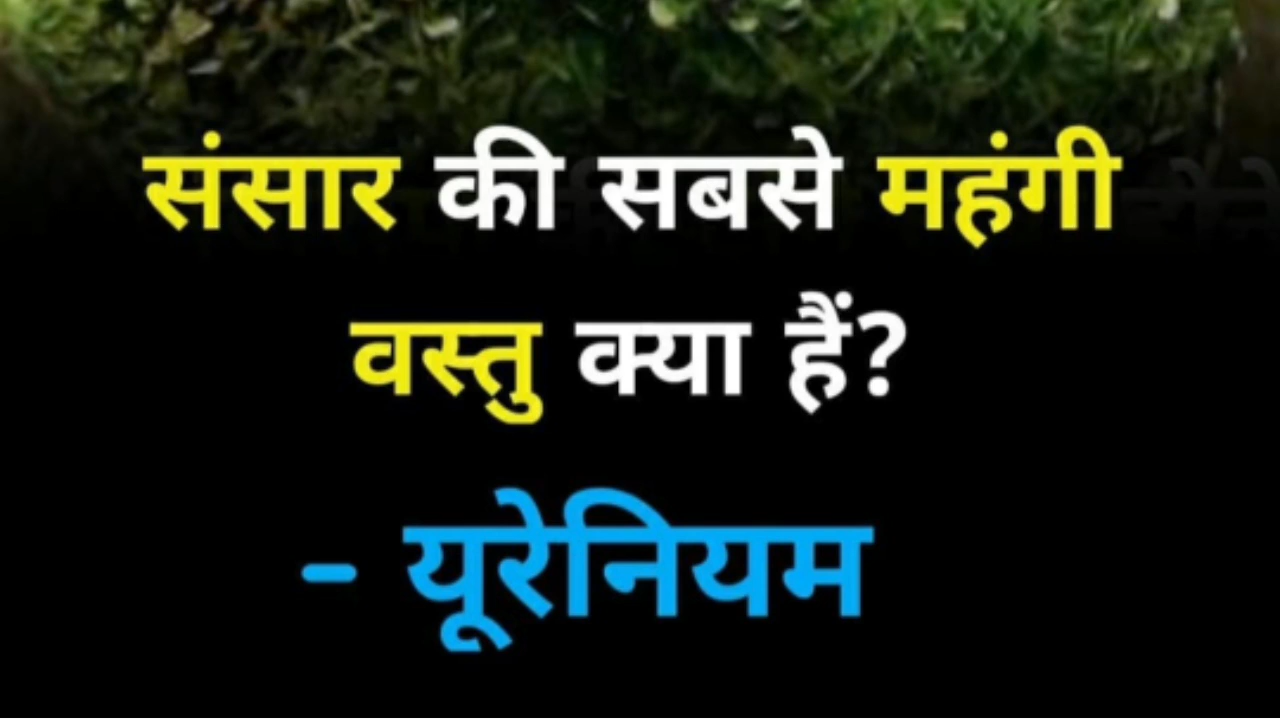 संसार की सबसे महंगी
वस्तु क्या हैं?
- यूरेनियम